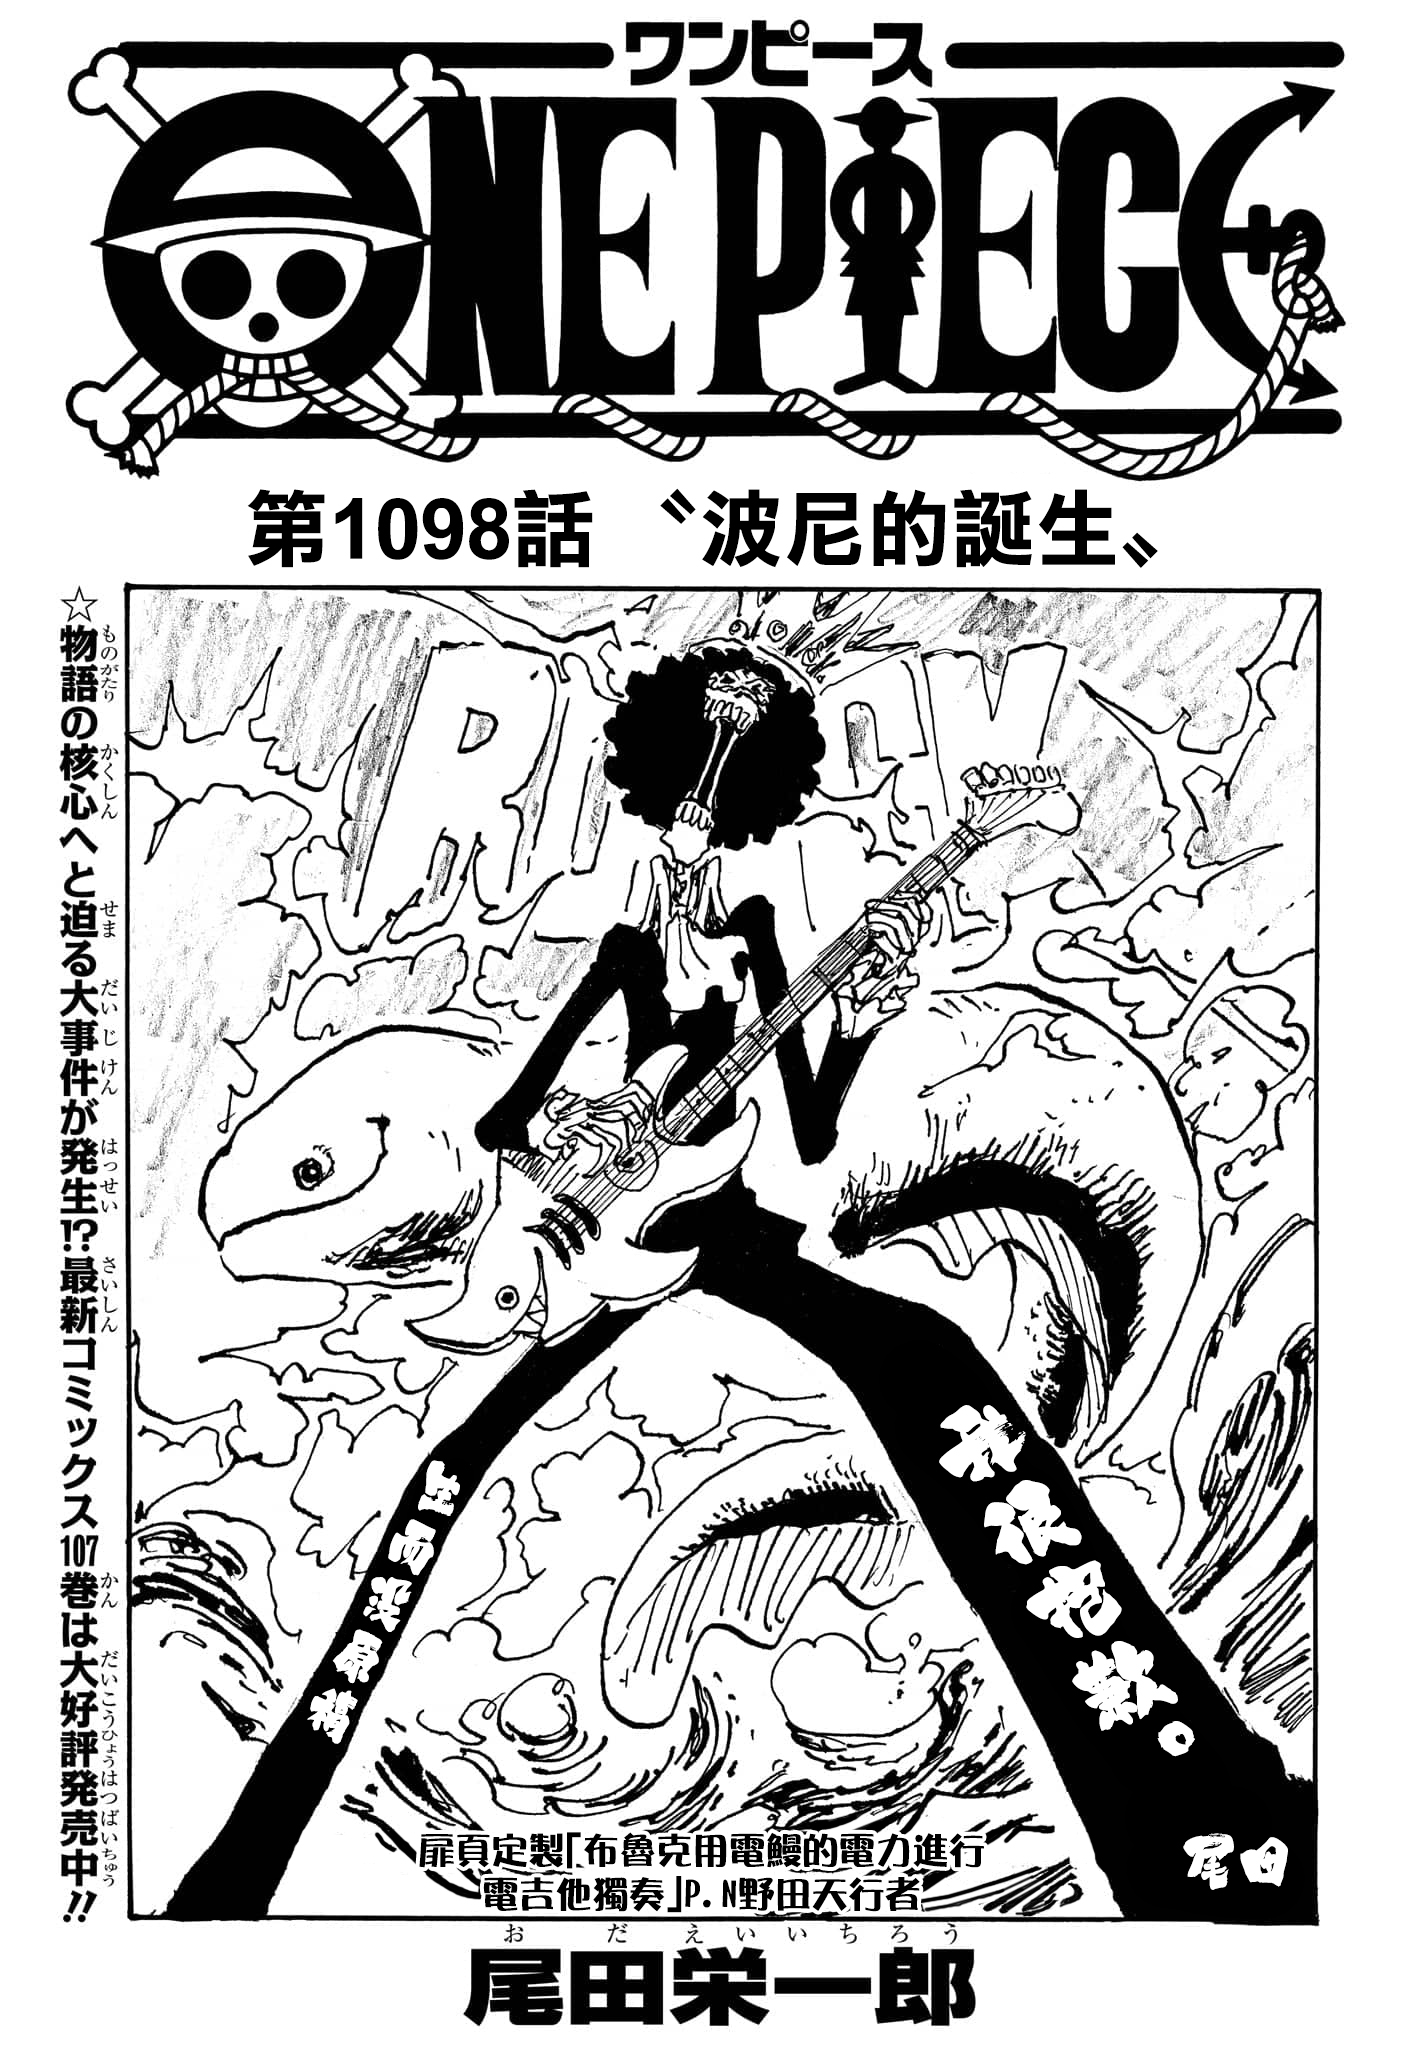 ワンピース
ONE PIECE
第1098話 〝波尼的誕生〟
☆物語の核心へと迫る大事件が発生!?最新コミックス107巻は大好評発売中!!
ものがたり かくしん せま だいじけん はっせい さいしん かん だいこうひょうはつばいちゅう
我很抱歉。
尾田
扉頁定製「布魯克用電鰻的電力進行
電吉他獨奏」P.N野田天行者
おだえいいちろう
尾田栄一郎